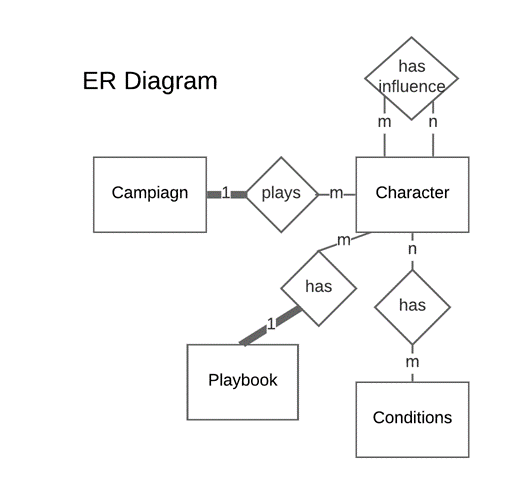 has
influence
ER Diagram
m
n
Campiagn
1
plays
m
Character
m
n
has
has
1
m
Playbook
Conditions